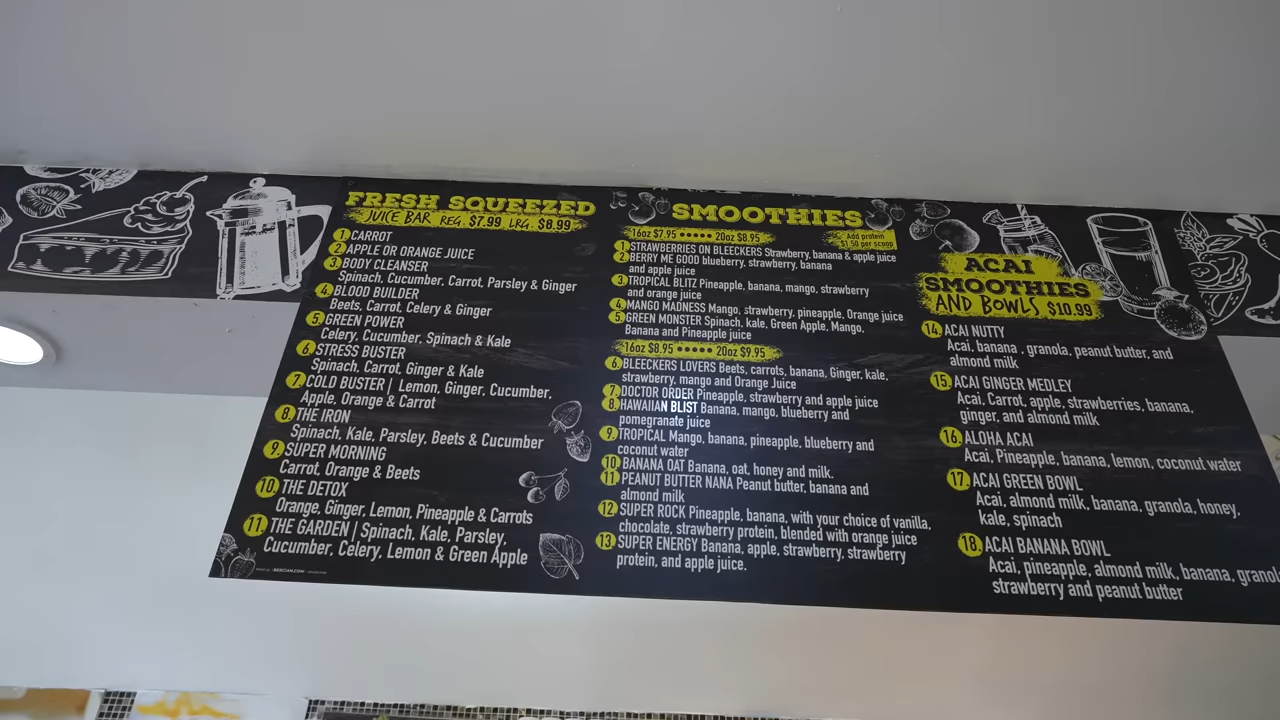 FRESH SQUEEZED
JUICE BAR REG. $7.99 LRG. $8.99
1. CARROT
2. APPLE OR ORANGE JUICE
3. BODY CLEANSER
Spinach, Cucumber, Carrot, Parsley & Ginger
4. BLOOD BUILDER
Beets, Carrot, Celery & Ginger
5. GREEN POWER
Celery, Cucumber, Spinach & Kale
6. STRESS BUSTER
Spinach, Carrot, Ginger & Kale
7. COLD BUSTER | Lemon, Ginger, Cucumber,
Apple, Orange & Carrot
8. THE IRON
Spinach, Kale, Parsley, Beets & Cucumber
9. SUPER MORNING
Carrot, Orange & Beets
10. THE DETOX
Orange, Ginger, Lemon, Pineapple & Carrots
11. THE GARDEN | Spinach, Kale, Parsley,
Cucumber, Celery, Lemon & Green Apple
SMOOTHIES
16oz $7.95 ••••• 20oz $8.95
Add protein
$1.50 per scoop
1. STRAWBERRIES ON BLEECKERS Strawberry, banana & apple juice
2. BERRY ME GOOD blueberry, strawberry, banana
and apple juice
3. TROPICAL BLITZ Pineapple, banana, mango, strawberry
and orange juice
4. MANGO MADNESS Mango, strawberry, pineapple, Orange juice
5. GREEN MONSTER Spinach, kale, Green Apple, Mango,
Banana and Pineapple juice
16oz $8.95 ••••• 20oz $9.95
6. BLEECKERS LOVERS Beets, carrots, banana, Ginger, kale,
strawberry, mango and Orange Juice
7. DOCTOR ORDER Pineapple, strawberry and apple juice
8. HAWAIIAN BLIST Banana, mango, blueberry and
pomegranate juice
9. TROPICAL Mango, banana, pineapple, blueberry and
coconut water
10 BANANA OAT Banana, oat, honey and milk.
11 PEANUT BUTTER NANA Peanut butter, banana and
almond milk
12. SUPER ROCK Pineapple, banana, with your choice of vanilla,
chocolate, strawberry protein, blended with orange juice
13. SUPER ENERGY Banana, apple, strawberry, strawberry
protein, and apple juice.
ACAI
SMOOTHIES
AND BOWLS $10.99
14. ACAI NUTTY
Acai, banana , granola, peanut butter, and
almond milk
15. ACAI GINGER MEDLEY
Acai, Carrot, apple, strawberries, banana,
ginger, and almond milk
16. ALOHA ACAI
Acai, Pineapple, banana, lemon, coconut water
17. ACAI GREEN BOWL
Acai, almond milk, banana, granola, honey,
kale, spinach
18. ACAI BANANA BOWL
Acai, pineapple, almond milk, banana, granola
strawberry and peanut butter